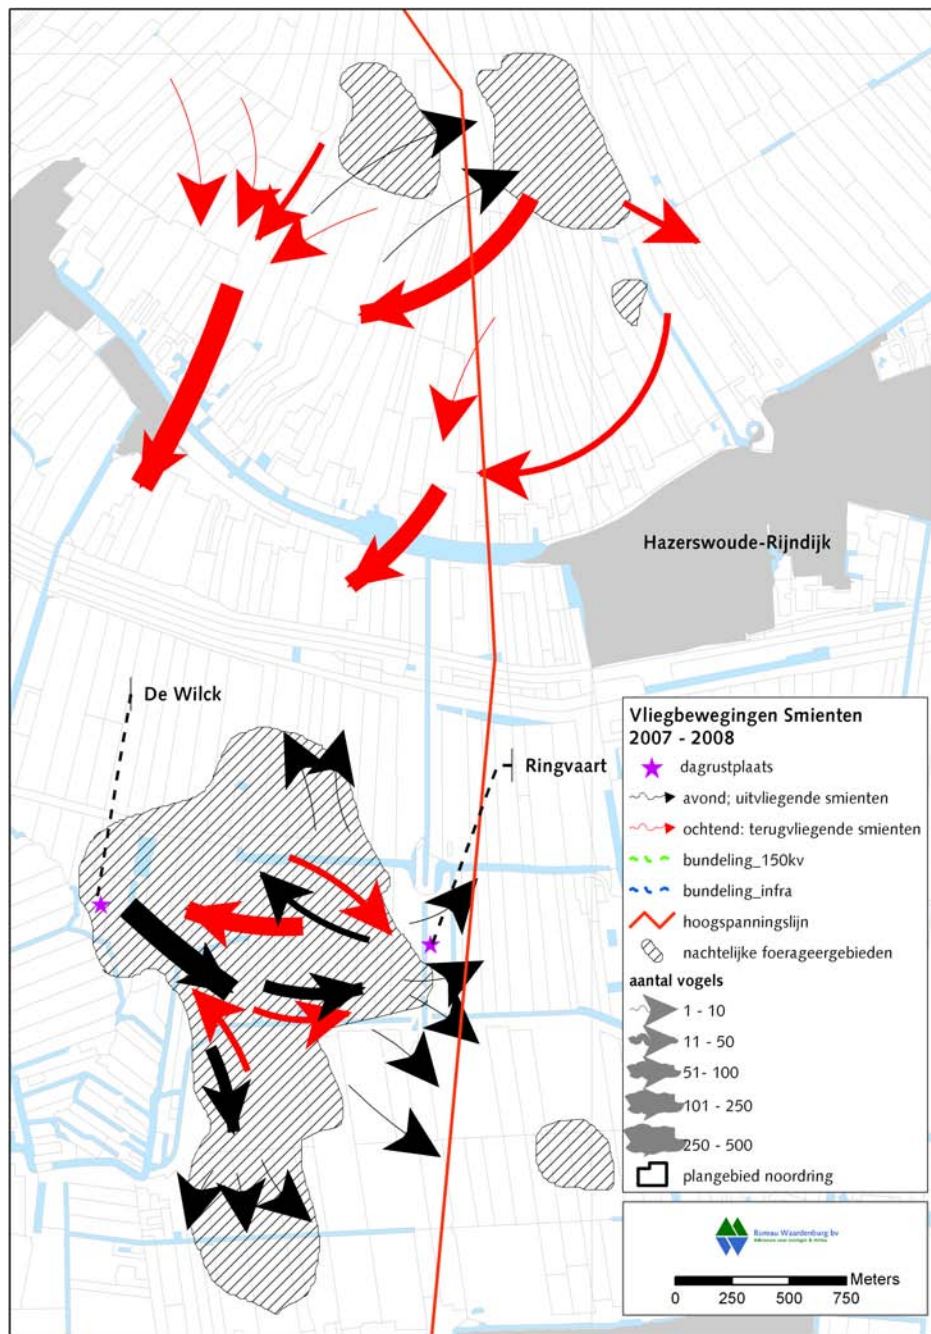 Hazerswoude-Rijndijk
De Wilck
Ringvaart
Vliegbewegingen Smienten
2007 - 2008
dagrustplaats
avond; uitvliegende smienten
ochtend: terugvliegende smienten
bundeling_150kv
bundeling_infra
hoogspanningslijn
nachtelijke foerageergebieden
aantal vogels
1 - 10
11 - 50
51- 100
101 - 250
250 - 500
plangebied noordring
Bureau Waardenburg bv
Meters
0 250 500 750